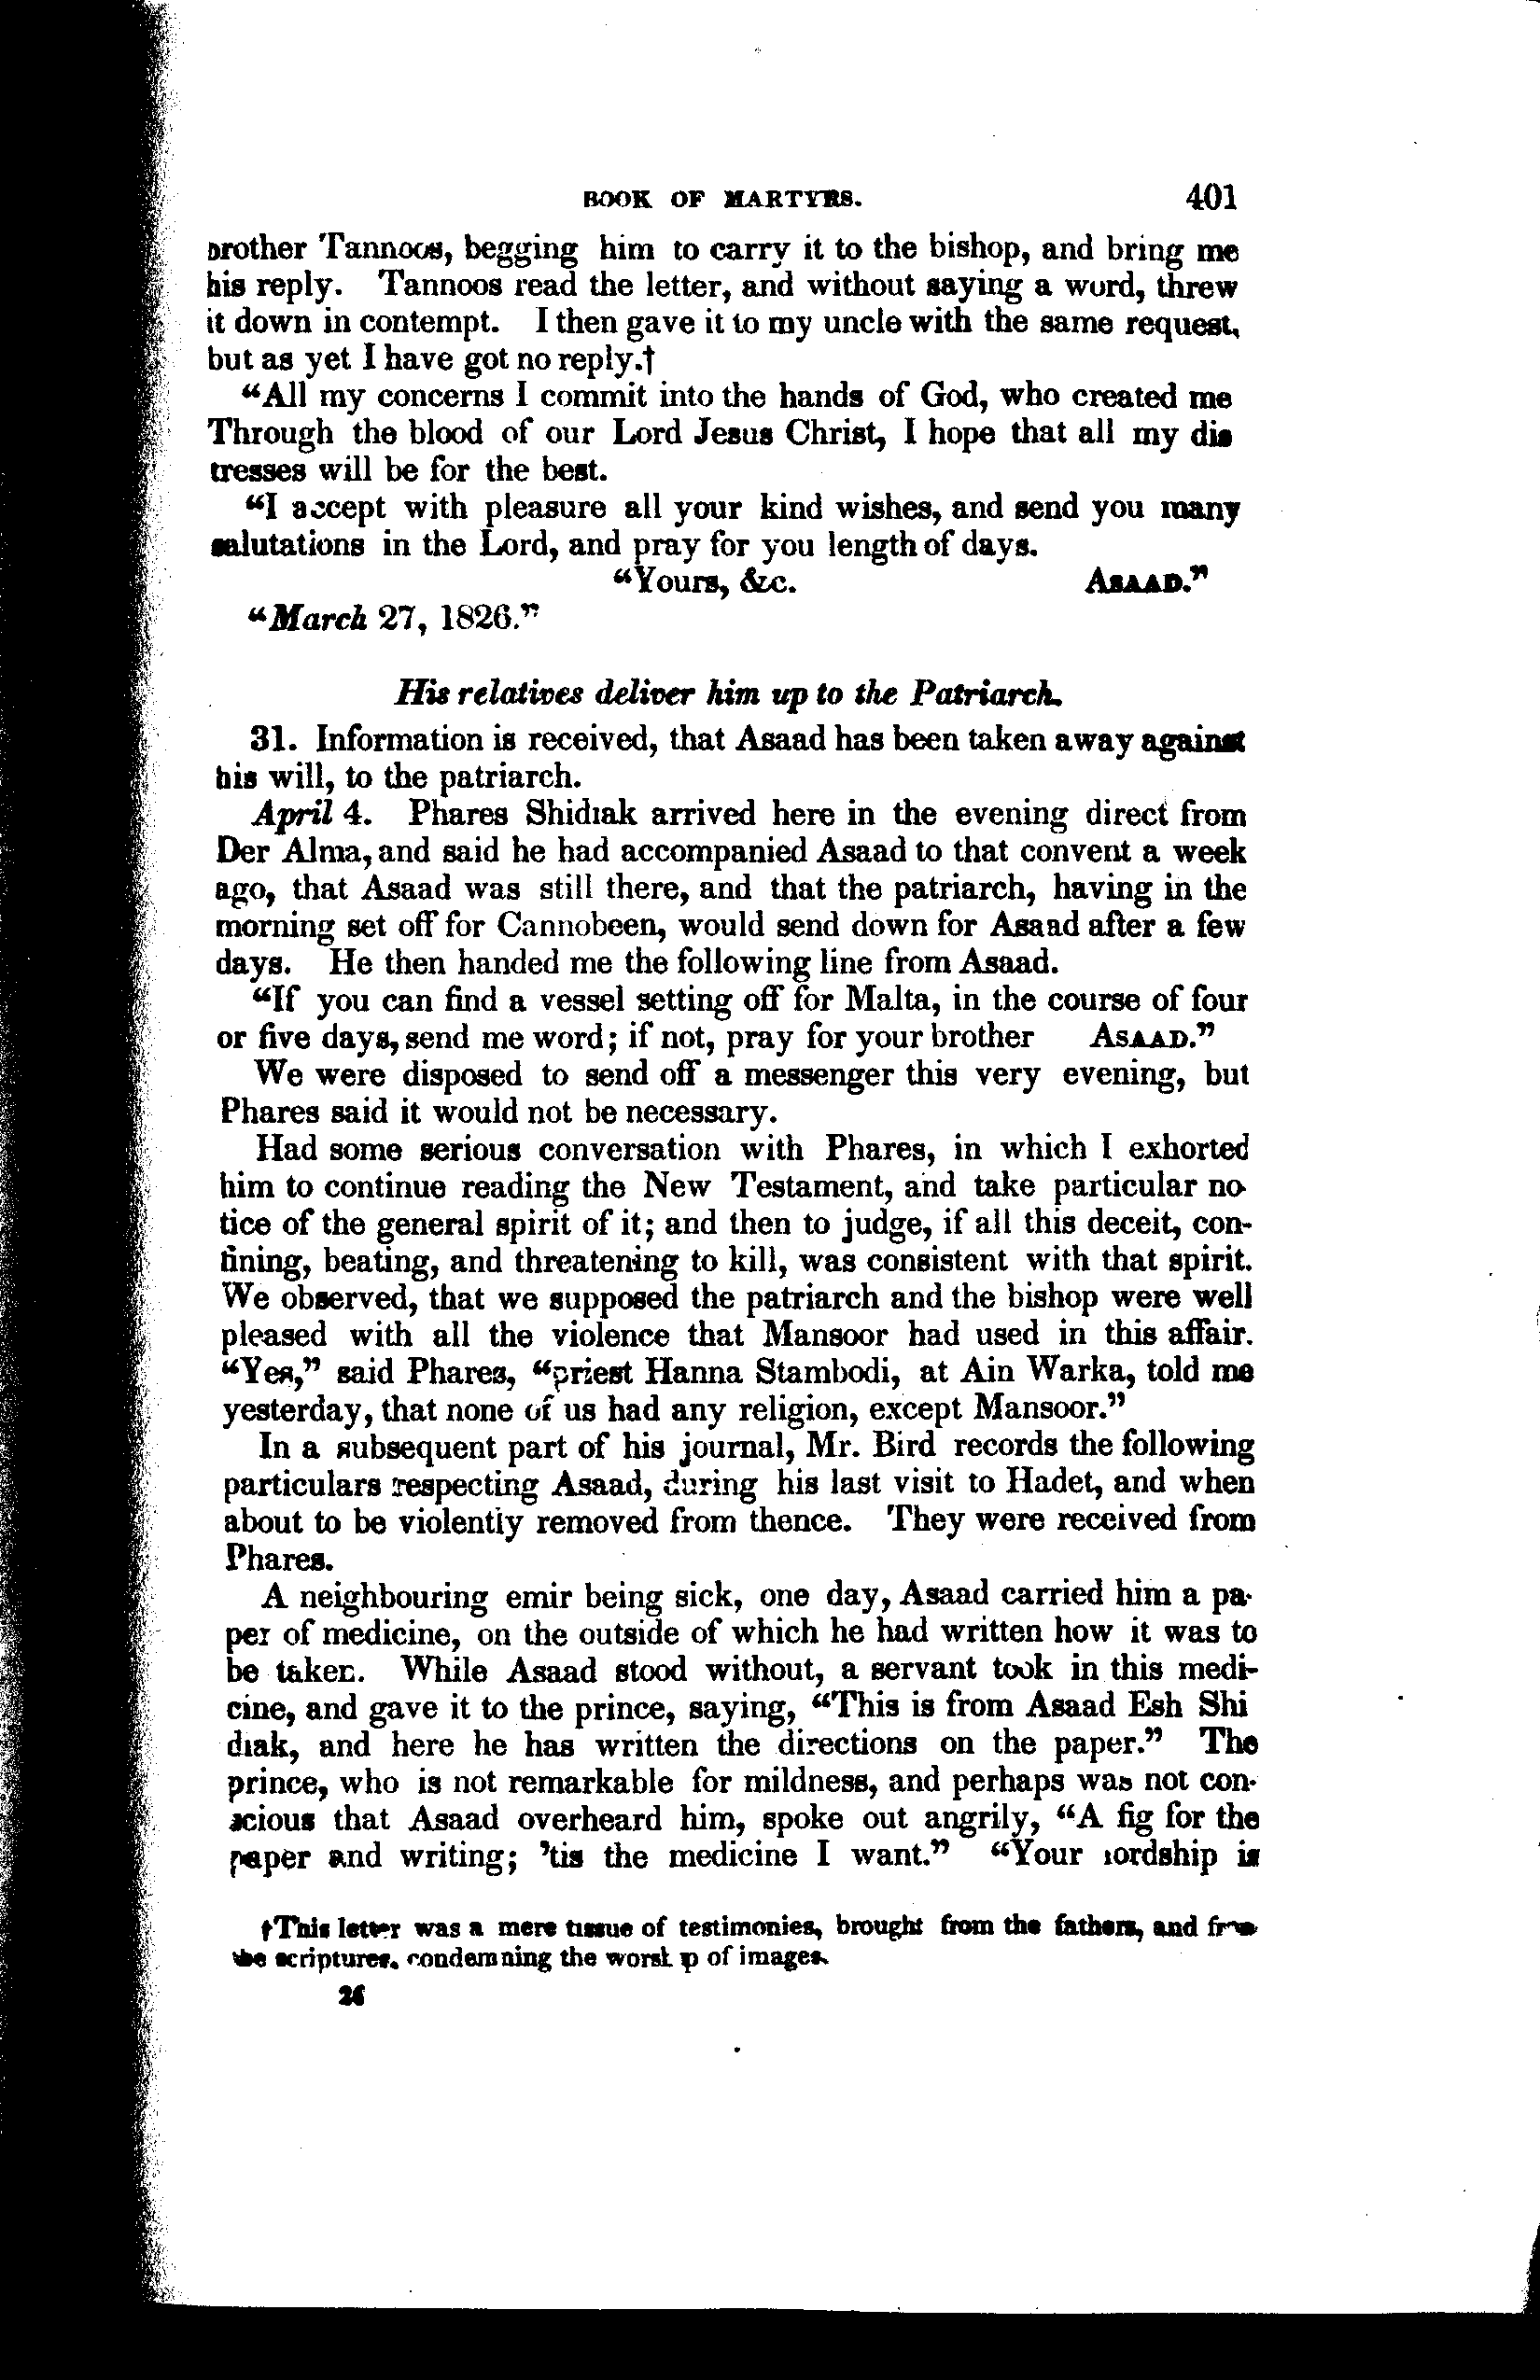 BOOK OF MARTYRS. 401
brother Tannoos, begging him to carry it to the bishop, and bring me
his reply. Tannoos read the letter, and without saying a word, threw
it down in contempt. I then gave it to my uncle with the same request,
but as yet I have got no reply.†
“All my concerns I commit into the hands of God, who created me
Through the blood of our Lord Jesus Christ, I hope that all my dis
tresses will be for the best.
“I accept with pleasure all your kind wishes, and send you many
salutations in the Lord, and pray for you length of days.
“Yours, &c. ASAAD.”
“March 27, 1826.”
His relatives deliver him up to the Patriarch.
31. Information is received, that Asaad has been taken away against
his will, to the patriarch.
April 4. Phares Shidiak arrived here in the evening direct from
Der Alma, and said he had accompanied Asaad to that convent a week
ago, that Asaad was still there, and that the patriarch, having in the
morning set off for Cannobeen, would send down for Asaad after a few
days. He then handed me the following line from Asaad.
“If you can find a vessel setting off for Malta, in the course of four
or five days, send me word; if not, pray for your brother ASAAD.”
We were disposed to send off a messenger this very evening, but
Phares said it would not be necessary.
Had some serious conversation with Phares, in which I exhorted
him to continue reading the New Testament, and take particular no-
tice of the general spirit of it; and then to judge, if all this deceit, con-
fining, beating, and threatening to kill, was consistent with that spirit.
We observed, that we supposed the patriarch and the bishop were well
pleased with all the violence that Mansoor had used in this affair.
“Yes,” said Phares, “priest Hanna Stambodi, at Ain Warka, told me
yesterday, that none of us had any religion, except Mansoor.”
In a subsequent part of his journal, Mr. Bird records the following
particulars respecting Asaad, during his last visit to Hadet, and when
about to be violently removed from thence. They were received from
Phares.
A neighbouring emir being sick, one day, Asaad carried him a pa-
per of medicine, on the outside of which he had written how it was to
be taken. While Asaad stood without, a servant took in this medi-
cine, and gave it to the prince, saying, “This is from Asaad Esh Shi
diak, and here he has written the directions on the paper.” The
prince, who is not remarkable for mildness, and perhaps was not con-
scious that Asaad overheard him, spoke out angrily, “A fig for the
paper and writing; ’tis the medicine I want.” “Your lordship is
†This letter was a mere tissue of testimonies, brought from the fathers, and from
the scriptures, condemning the worship of images.
26